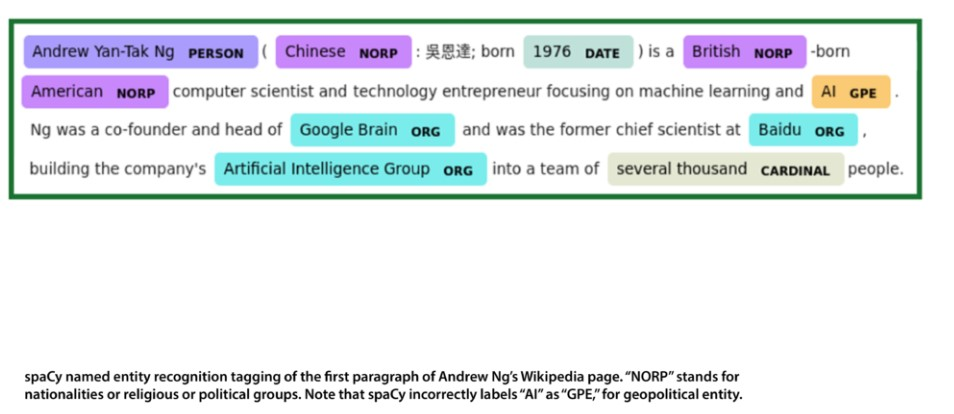 Andrew Yan-Tak Ng PERSON ( Chinese NORP : 吳恩達; born 1976 DATE ) is a British NORP -born
American NORP computer scientist and technology entrepreneur focusing on machine learning and AI GPE .
Ng was a co-founder and head of Google Brain ORG and was the former chief scientist at Baidu ORG ,
building the company's Artificial Intelligence Group ORG into a team of several thousand CARDINAL people.
spaCy named entity recognition tagging of the first paragraph of Andrew Ng’s Wikipedia page. “NORP” stands for
nationalities or religious or political groups. Note that spaCy incorrectly labels “AI” as “GPE,” for geopolitical entity.